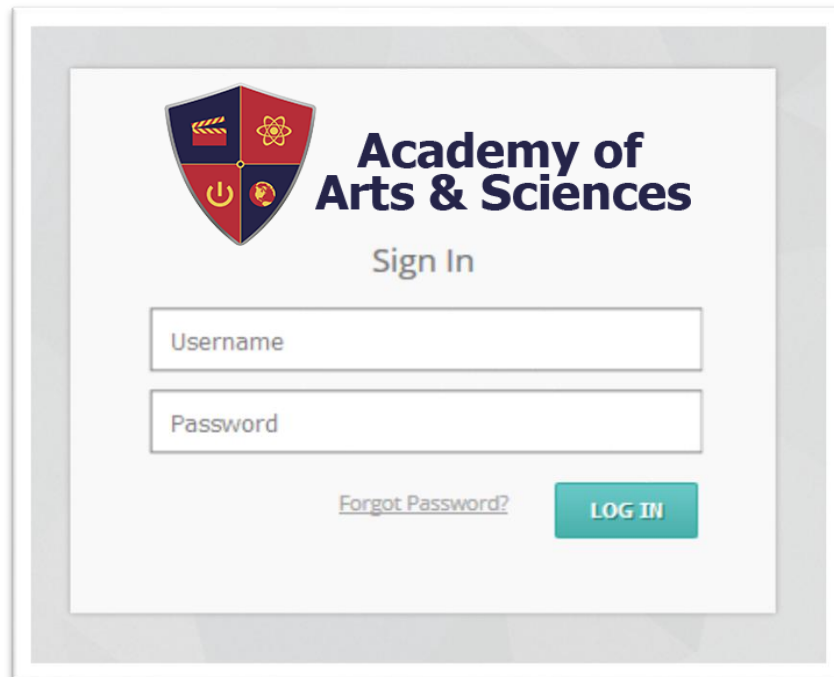 Academy of
Arts & Sciences
Sign In
Username
Password
Forgot Password?
LOG IN